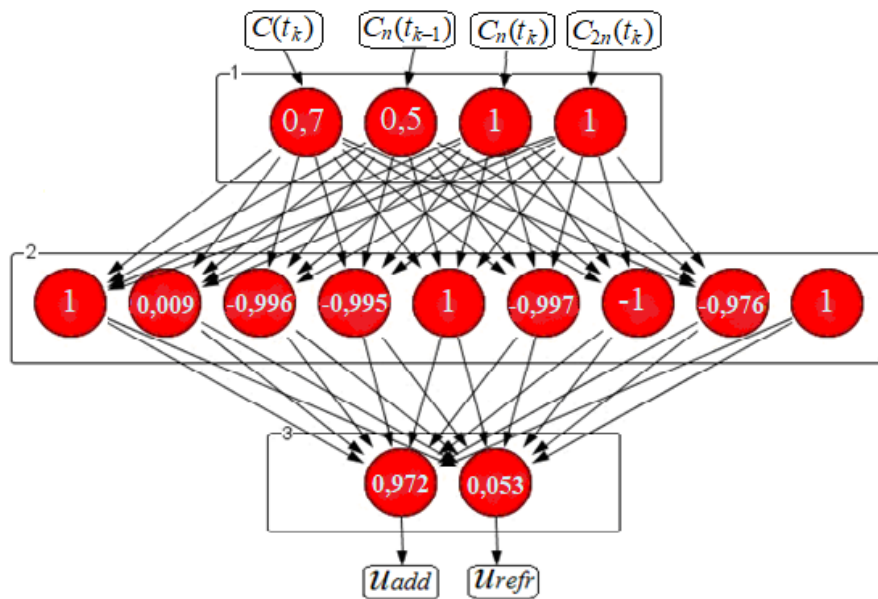 C(tₖ) Cₙ(tₖ₋₁) Cₙ(tₖ) C₂ₙ(tₖ)
1
0,7 0,5 1 1
2
1 0,009 -0,996 -0,995 1 -0,997 -1 -0,976 1
3
0,972 0,053
uadd urefr